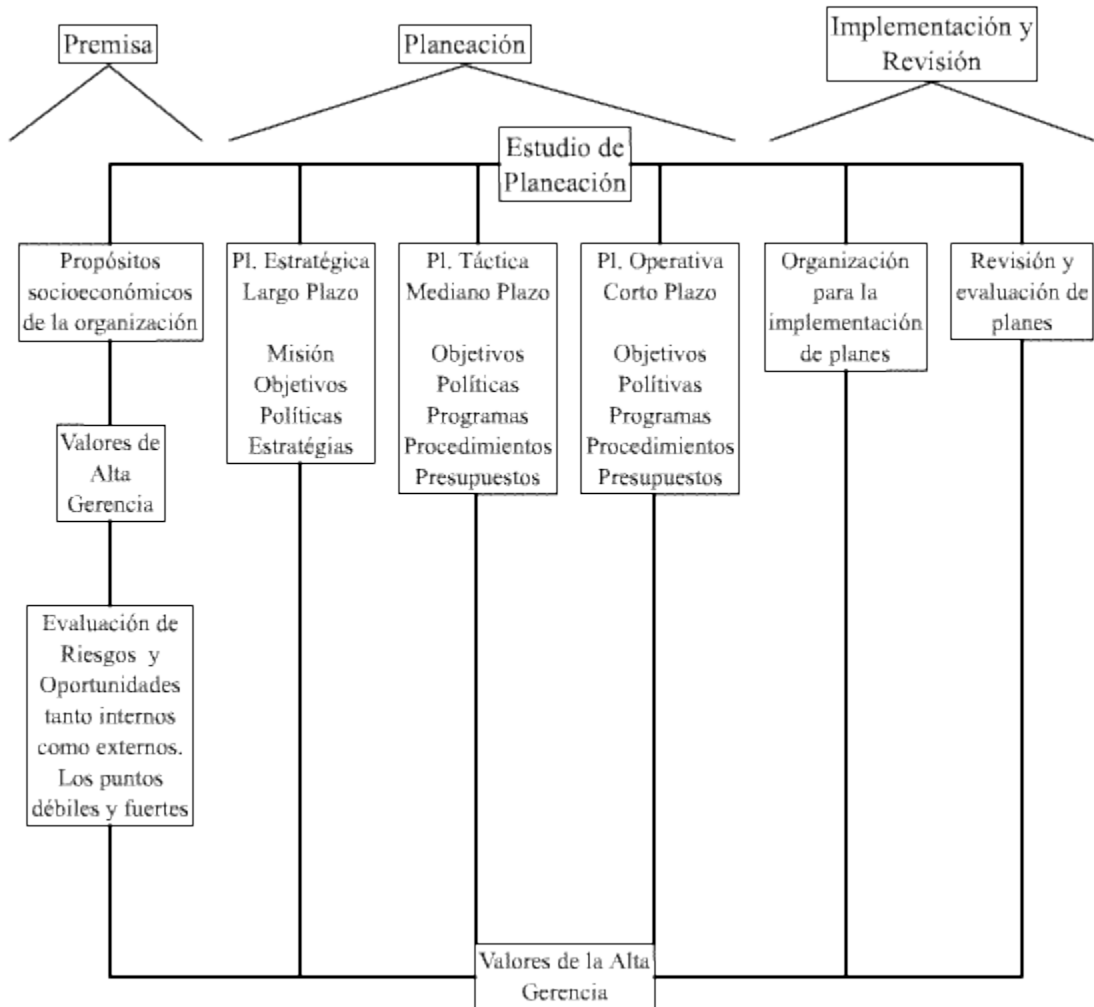 Premisa
Planeación
Implementación y
Revisión
Estudio de
Planeación
Propósitos
socioeconómicos
de la organización
Valores de
Alta
Gerencia
Evaluación de
Riesgos y
Oportunidades
tanto internos
como externos.
Los puntos
débiles y fuertes
Pl. Estratégica
Largo Plazo
Misión
Objetivos
Políticas
Estratégias
Pl. Táctica
Mediano Plazo
Objetivos
Políticas
Programas
Procedimientos
Presupuestos
Pl. Operativa
Corto Plazo
Objetivos
Polítivas
Programas
Procedimientos
Presupuestos
Organización
para la
implementación
de planes
Revisión y
evaluación de
planes
Valores de la Alta
Gerencia